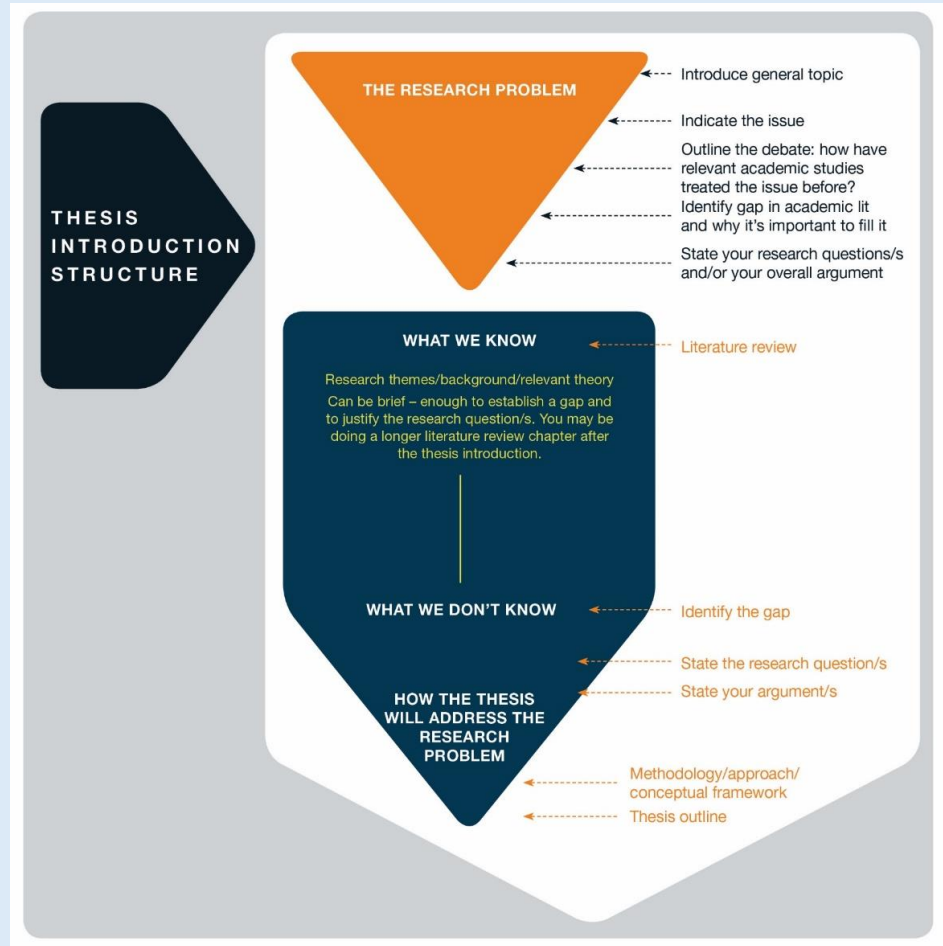 THESIS
INTRODUCTION
STRUCTURE
THE RESEARCH PROBLEM
Introduce general topic
Indicate the issue
Outline the debate: how have
relevant academic studies
treated the issue before?
Identify gap in academic lit
and why it's important to fill it
State your research questions/s
and/or your overall argument
WHAT WE KNOW
Literature review
Research themes/background/relevant theory
Can be brief – enough to establish a gap and
to justify the research question/s. You may be
doing a longer literature review chapter after
the thesis introduction.
WHAT WE DON'T KNOW
Identify the gap
State the research question/s
State your argument/s
HOW THE THESIS
WILL ADDRESS THE
RESEARCH
PROBLEM
Methodology/approach/
conceptual framework
Thesis outline